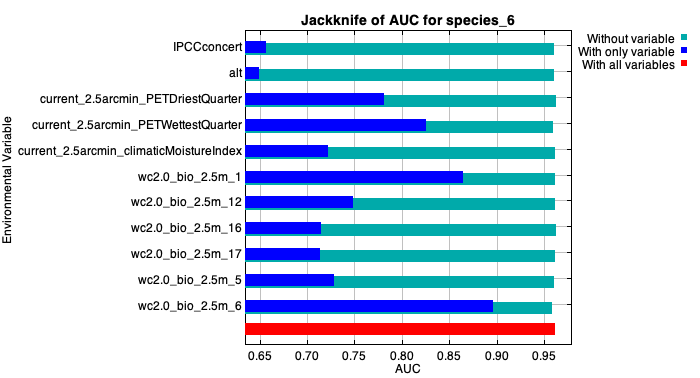 Jackknife of AUC for species_6
Without variable
With only variable
With all variables
Environmental Variable
IPCCconcert
alt
current_2.5arcmin_PETDriestQuarter
current_2.5arcmin_PETWettestQuarter
current_2.5arcmin_climaticMoistureIndex
wc2.0_bio_2.5m_1
wc2.0_bio_2.5m_12
wc2.0_bio_2.5m_16
wc2.0_bio_2.5m_17
wc2.0_bio_2.5m_5
wc2.0_bio_2.5m_6
0.65 0.70 0.75 0.80 0.85 0.90 0.95
AUC